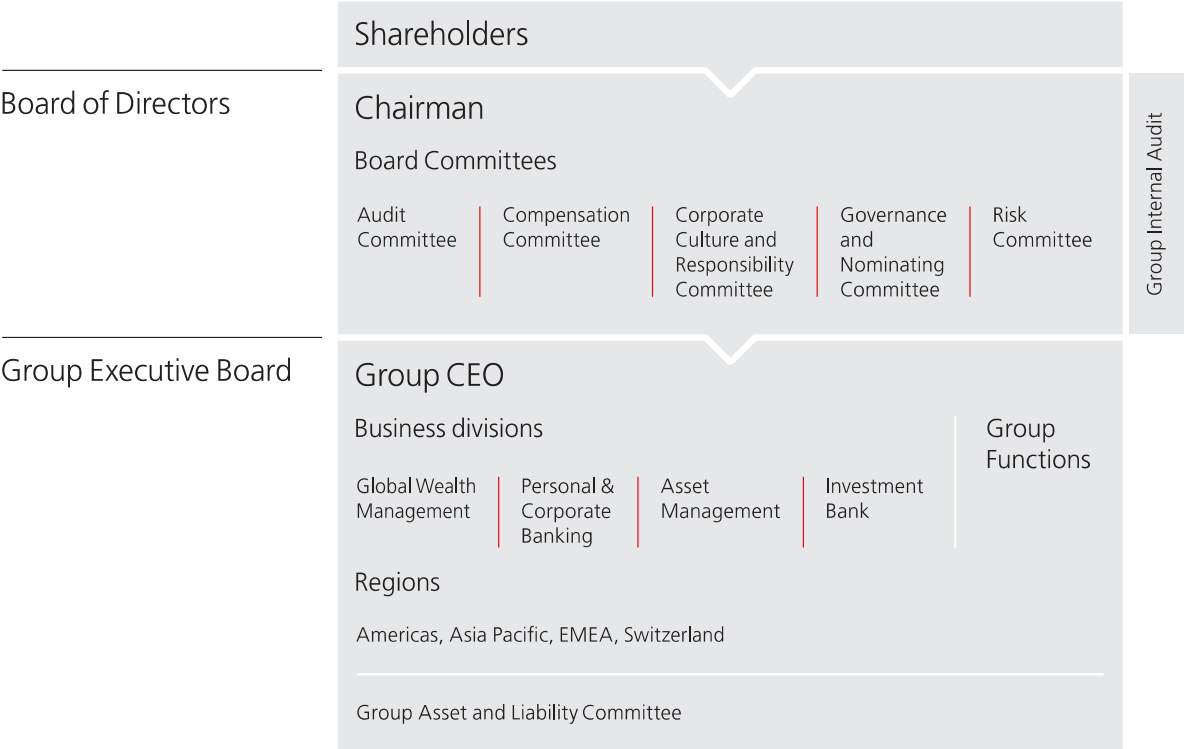 Shareholders
Board of Directors
Chairman
Board Committees
Audit
Committee
Compensation
Committee
Corporate
Culture and
Responsibility
Committee
Governance
and
Nominating
Committee
Risk
Committee
Group Internal Audit
Group Executive Board
Group CEO
Business divisions
Global Wealth
Management
Personal &
Corporate
Banking
Asset
Management
Investment
Bank
Group
Functions
Regions
Americas, Asia Pacific, EMEA, Switzerland
Group Asset and Liability Committee